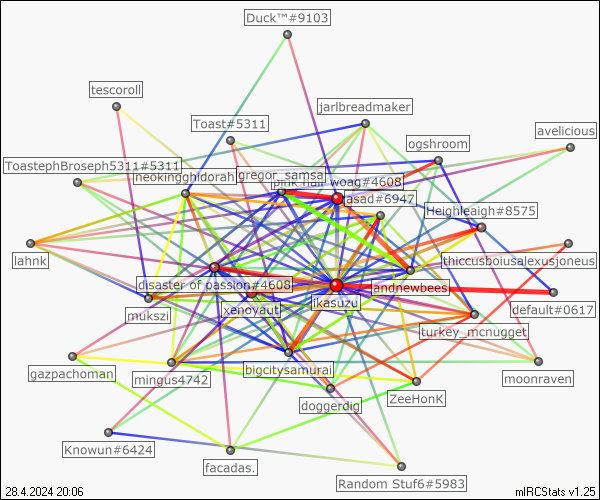 Duck™#9103
tescoroll
jarlbreadmaker
Toast#5311
avelicious
ogshroom
ToastephBroseph5311#5311
neokingghidorah
gregor_samsa
pink half woag#4608
asad#6947
Heighleaigh#8575
lahnk
thiccusboiusalexusjoneus
disaster of passion#4608
andnewbees
ikasuzu
default#0617
mukkszi
xenoyaut
turkey_mcnugget
gazpachoman
mingus4742
bigcitysamurai
moonraven
doggerdig
ZeeHonK
Knowun#6424
facadas.
Random Stuf6#5983
28.4.2024 20:06
mIRCStats v1.25